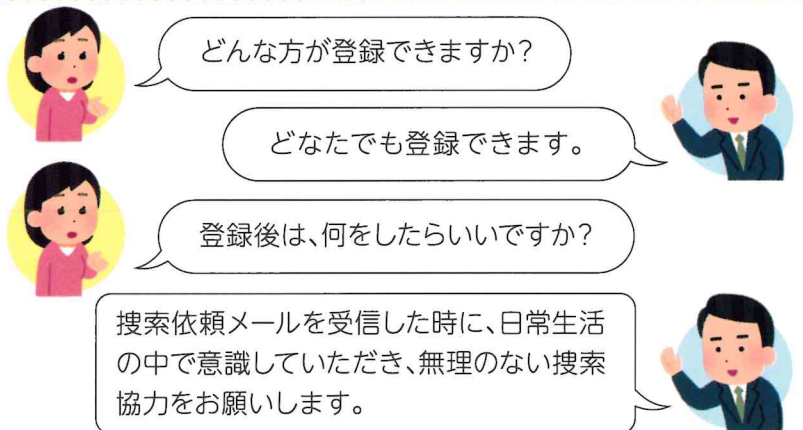 どんな方が登録できますか?
どなたでも登録できます。
登録後は、何をしたらいいですか?
捜索依頼メールを受信した時に、日常生活
の中で意識していただき、無理のない捜索
協力をお願いします。